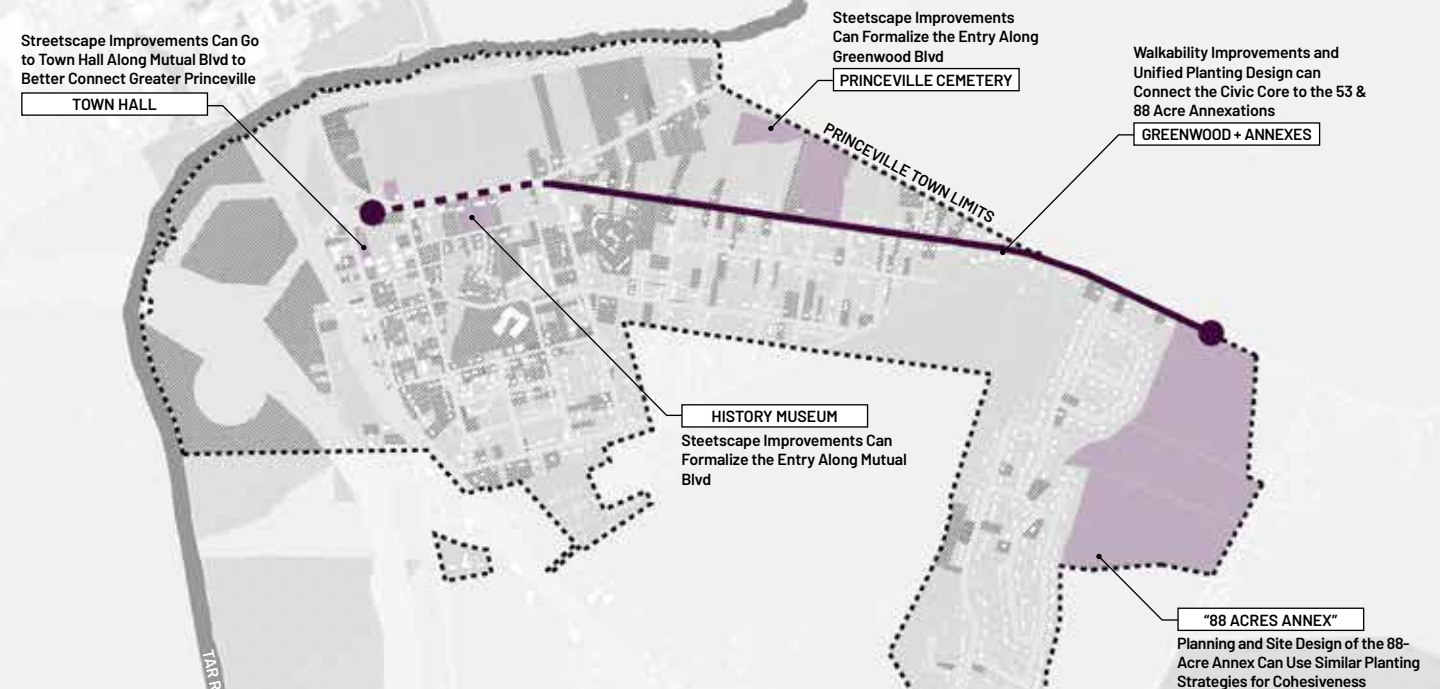 Streetscape Improvements Can Go
to Town Hall Along Mutual Blvd to
Better Connect Greater Princeville
TOWN HALL
Steetscape Improvements
Can Formalize the Entry Along
Greenwood Blvd
PRINCEVILLE CEMETERY
Walkability Improvements and
Unified Planting Design can
Connect the Civic Core to the 53 &
88 Acre Annexations
GREENWOOD + ANNEXES
PRINCEVILLE TOWN LIMITS
HISTORY MUSEUM
Steetscape Improvements Can
Formalize the Entry Along Mutual
Blvd
"88 ACRES ANNEX"
Planning and Site Design of the 88-
Acre Annex Can Use Similar Planting
Strategies for Cohesiveness
TAR R